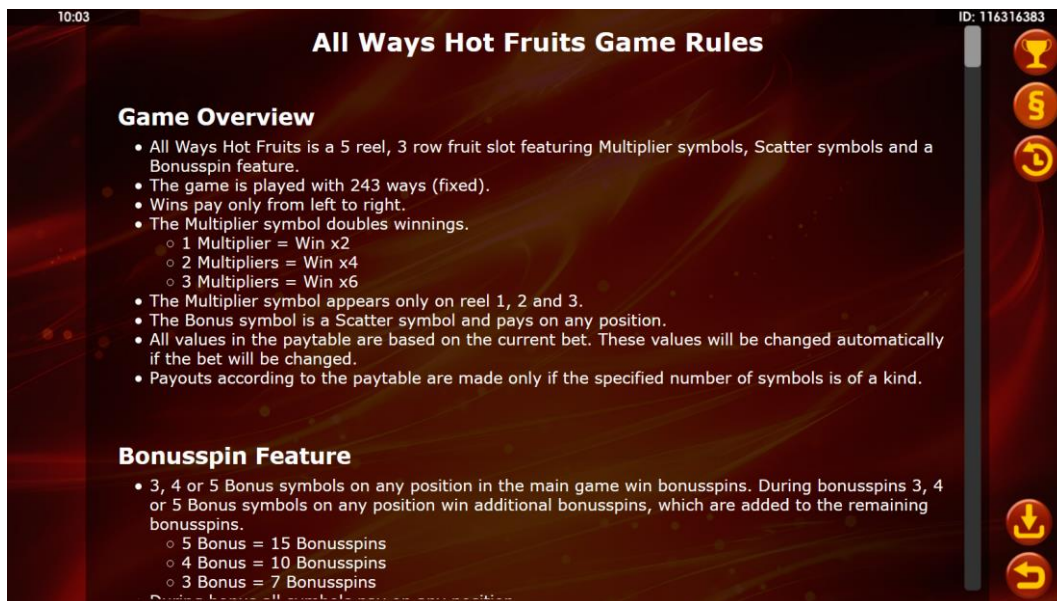 10:03
ID: 116316383
All Ways Hot Fruits Game Rules
Game Overview
• All Ways Hot Fruits is a 5 reel, 3 row fruit slot featuring Multiplier symbols, Scatter symbols and a
Bonusspin feature.
• The game is played with 243 ways (fixed).
• Wins pay only from left to right.
• The Multiplier symbol doubles winnings.
○ 1 Multiplier = Win x2
○ 2 Multipliers = Win x4
○ 3 Multipliers = Win x6
• The Multiplier symbol appears only on reel 1, 2 and 3.
• The Bonus symbol is a Scatter symbol and pays on any position.
• All values in the paytable are based on the current bet. These values will be changed automatically
if the bet will be changed.
• Payouts according to the paytable are made only if the specified number of symbols is of a kind.
Bonusspin Feature
• 3, 4 or 5 Bonus symbols on any position in the main game win bonusspins. During bonusspins 3, 4
or 5 Bonus symbols on any position win additional bonusspins, which are added to the remaining
bonusspins.
○ 5 Bonus = 15 Bonusspins
○ 4 Bonus = 10 Bonusspins
○ 3 Bonus = 7 Bonusspins
• During bonus all symbols pay on any position
§